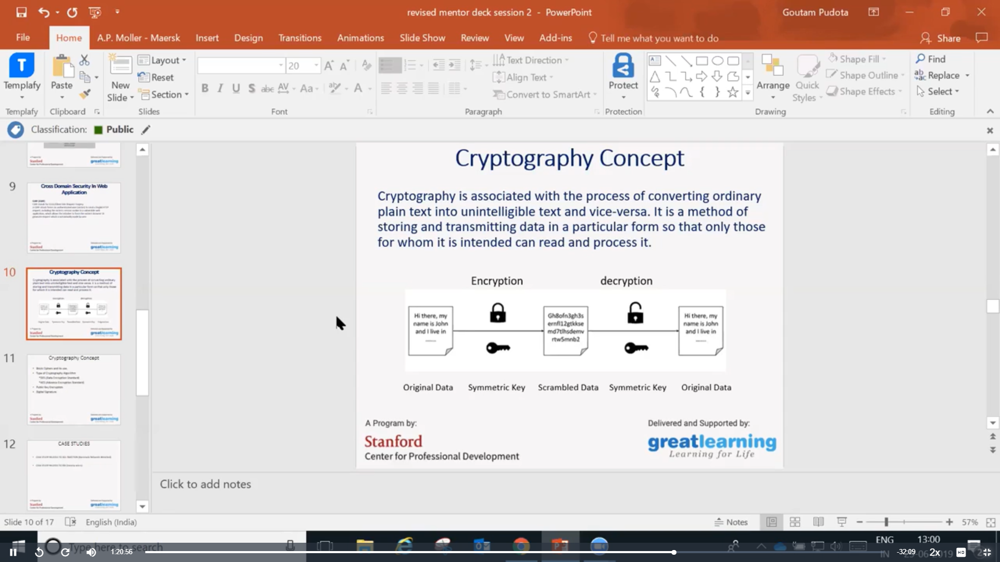 revised mentor deck session 2 - PowerPoint
Goutam Pudota
File
Home
A.P. Moller - Maersk
Insert
Design
Transitions
Animations
Slide Show
Review
View
Add-ins
Tell me what you want to do
Share
Templafy
Paste
New
Slide
Layout
Reset
Section
20
Text Direction
Align Text
Convert to SmartArt
Protect
Arrange
Quick
Styles
Shape Fill
Shape Outline
Shape Effects
Find
Replace
Select
Templafy
Clipboard
Slides
Font
Paragraph
Protection
Drawing
Editing
Classification: Public
9
Cross Domain Security In Web
Application
10
Cryptography Concept
11
Cryptography Concept
12
CASE STUDIES
Cryptography Concept
Cryptography is associated with the process of converting ordinary
plain text into unintelligible text and vice-versa. It is a method of
storing and transmitting data in a particular form so that only those
for whom it is intended can read and process it.
Encryption
decryption
Hi there, my
name is John
and I live in
......
Gh8ofn3gh3s
ernfl12gtkkse
md7tlhsdemv
rtw5mnb2
Hi there, my
name is John
and I live in
......
Original Data
Symmetric Key
Scrambled Data
Symmetric Key
Original Data
A Program by:
Stanford
Center for Professional Development
Delivered and Supported by:
greatlearning
Learning for Life
Click to add notes
Slide 10 of 17
English (India)
Notes
57%
Type here to search
ENG
IN
13:00
1:20:56
-32:09
2x
HD